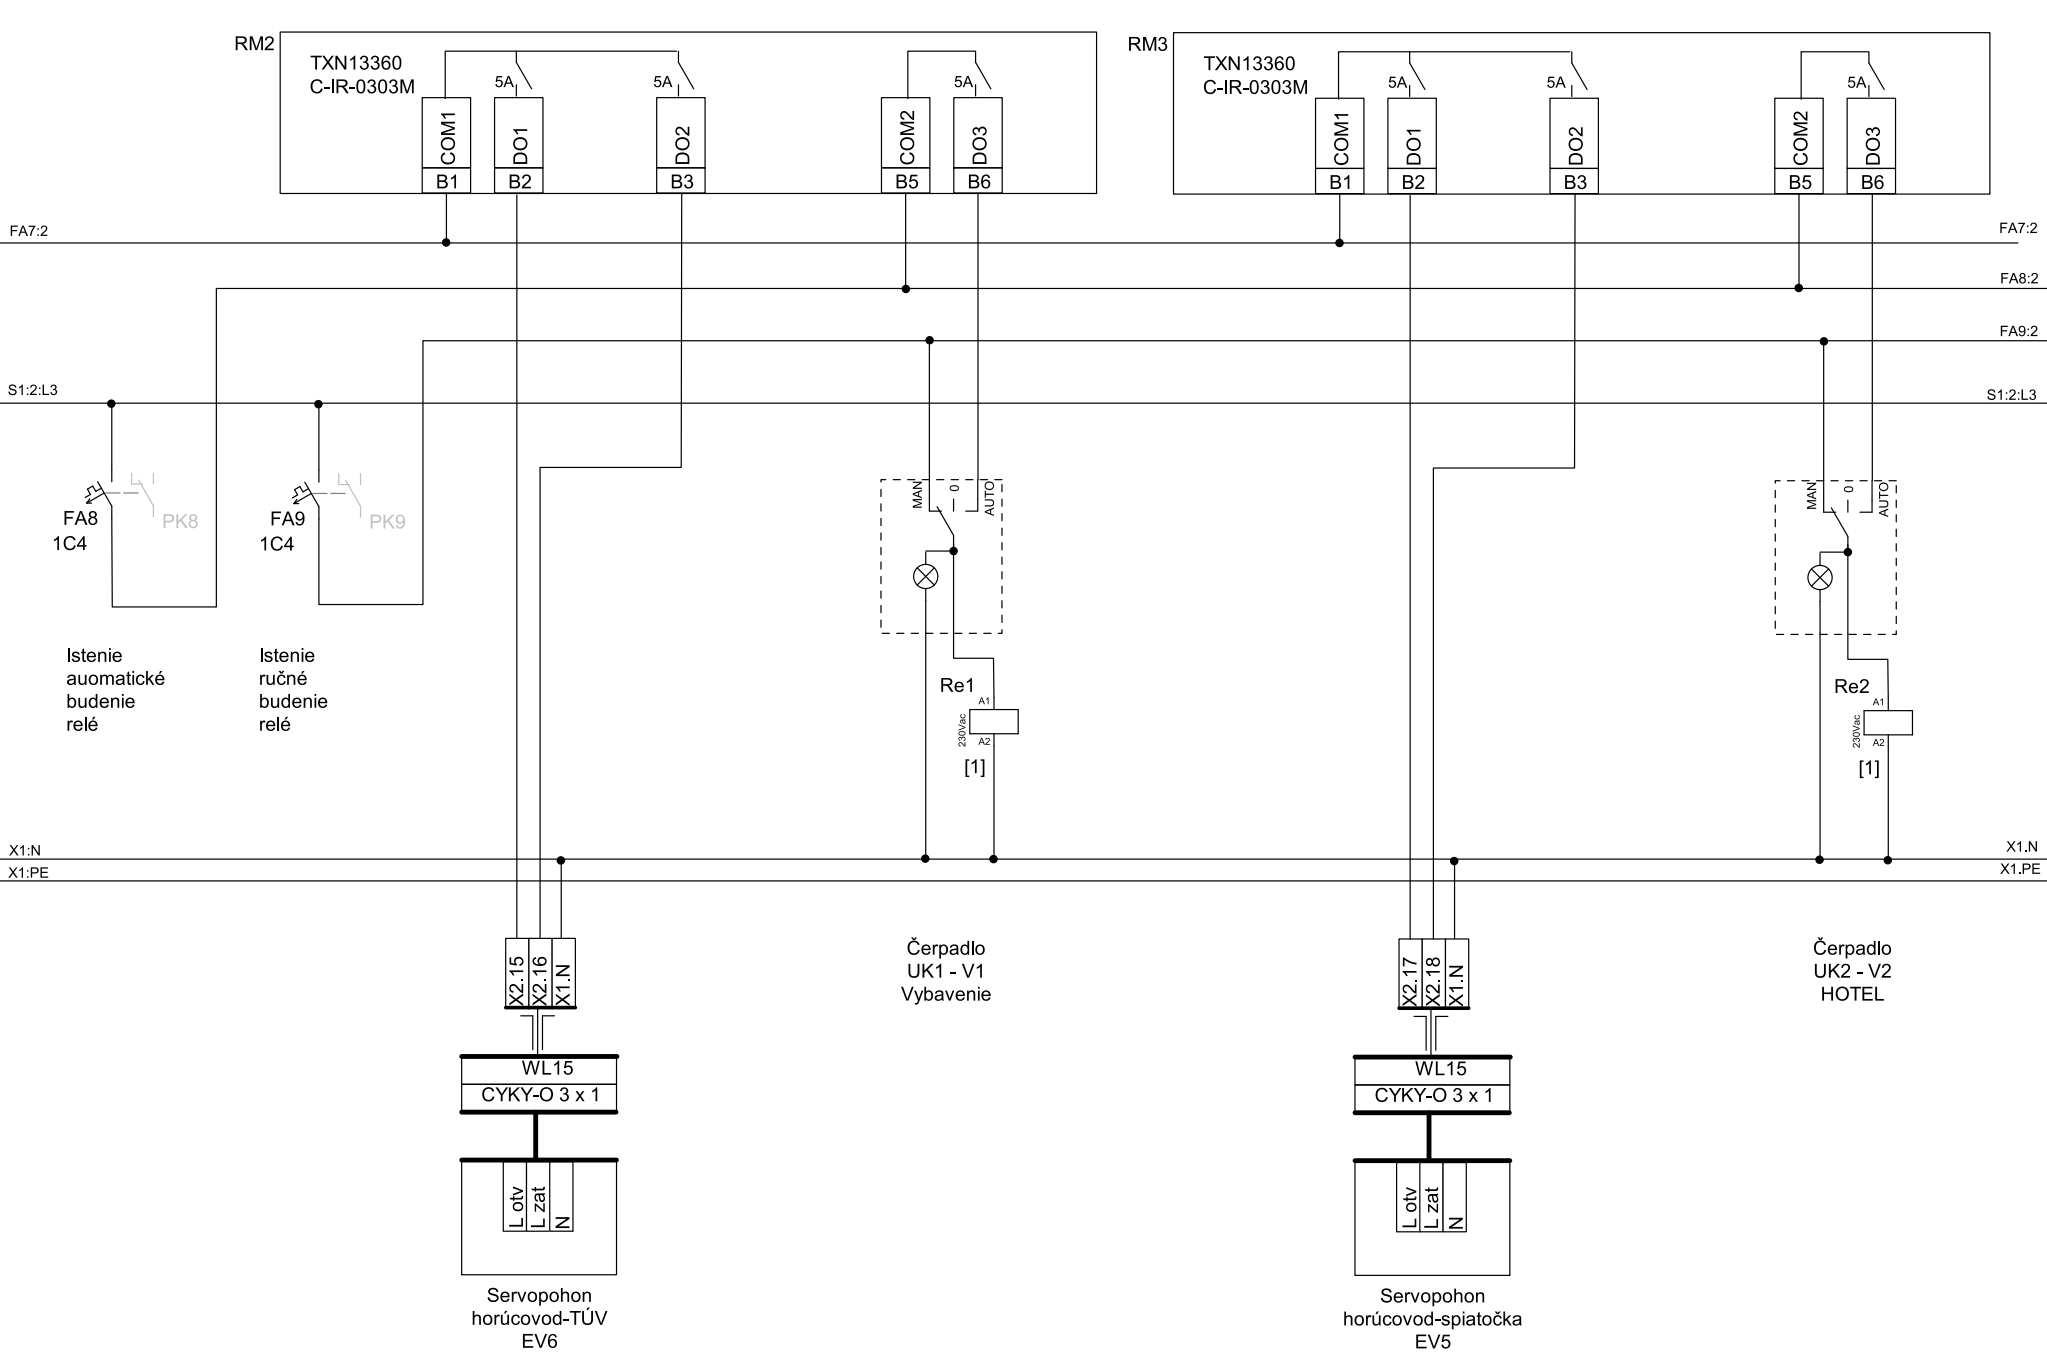 RM2
TXN13360
C-IR-0303M
5A
5A
5A
COM1
DO1
DO2
COM2
DO3
B1
B2
B3
B5
B6
RM3
TXN13360
C-IR-0303M
5A
5A
5A
COM1
DO1
DO2
COM2
DO3
B1
B2
B3
B5
B6
FA7:2
FA7:2
FA8:2
FA9:2
S1:2:L3
S1:2:L3
FA8
1C4
PK8
FA9
1C4
PK9
MAN
0
AUTO
MAN
0
AUTO
Istenie
auomatické
budenie
relé
Istenie
ručné
budenie
relé
Re1
A1
230Vac
A2
[1]
Re2
A1
230Vac
A2
[1]
X1:N
X1.N
X1:PE
X1.PE
X2.15
X2.16
X1.N
Čerpadlo
UK1 - V1
Vybavenie
X2.17
X2.18
X1.N
Čerpadlo
UK2 - V2
HOTEL
WL15
CYKY-O 3 x 1
WL15
CYKY-O 3 x 1
L otv
L zat
N
L otv
L zat
N
Servopohon
horúcovod-TÚV
EV6
Servopohon
horúcovod-spiatočka
EV5